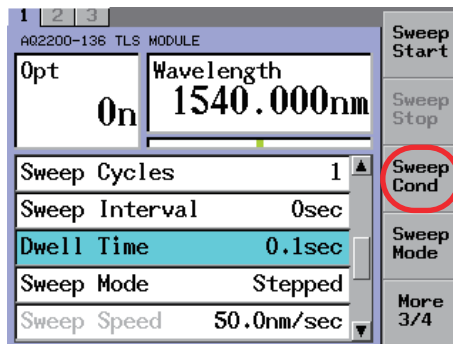 1 2 3
AQ2200-136 TLS MODULE
Opt
On
Wavelength
1540.000nm
Sweep Cycles 1
Sweep Interval 0sec
Dwell Time 0.1sec
Sweep Mode Stepped
Sweep Speed 50.0nm/sec
Sweep
Start
Sweep
Stop
Sweep
Cond
Sweep
Mode
More
3/4